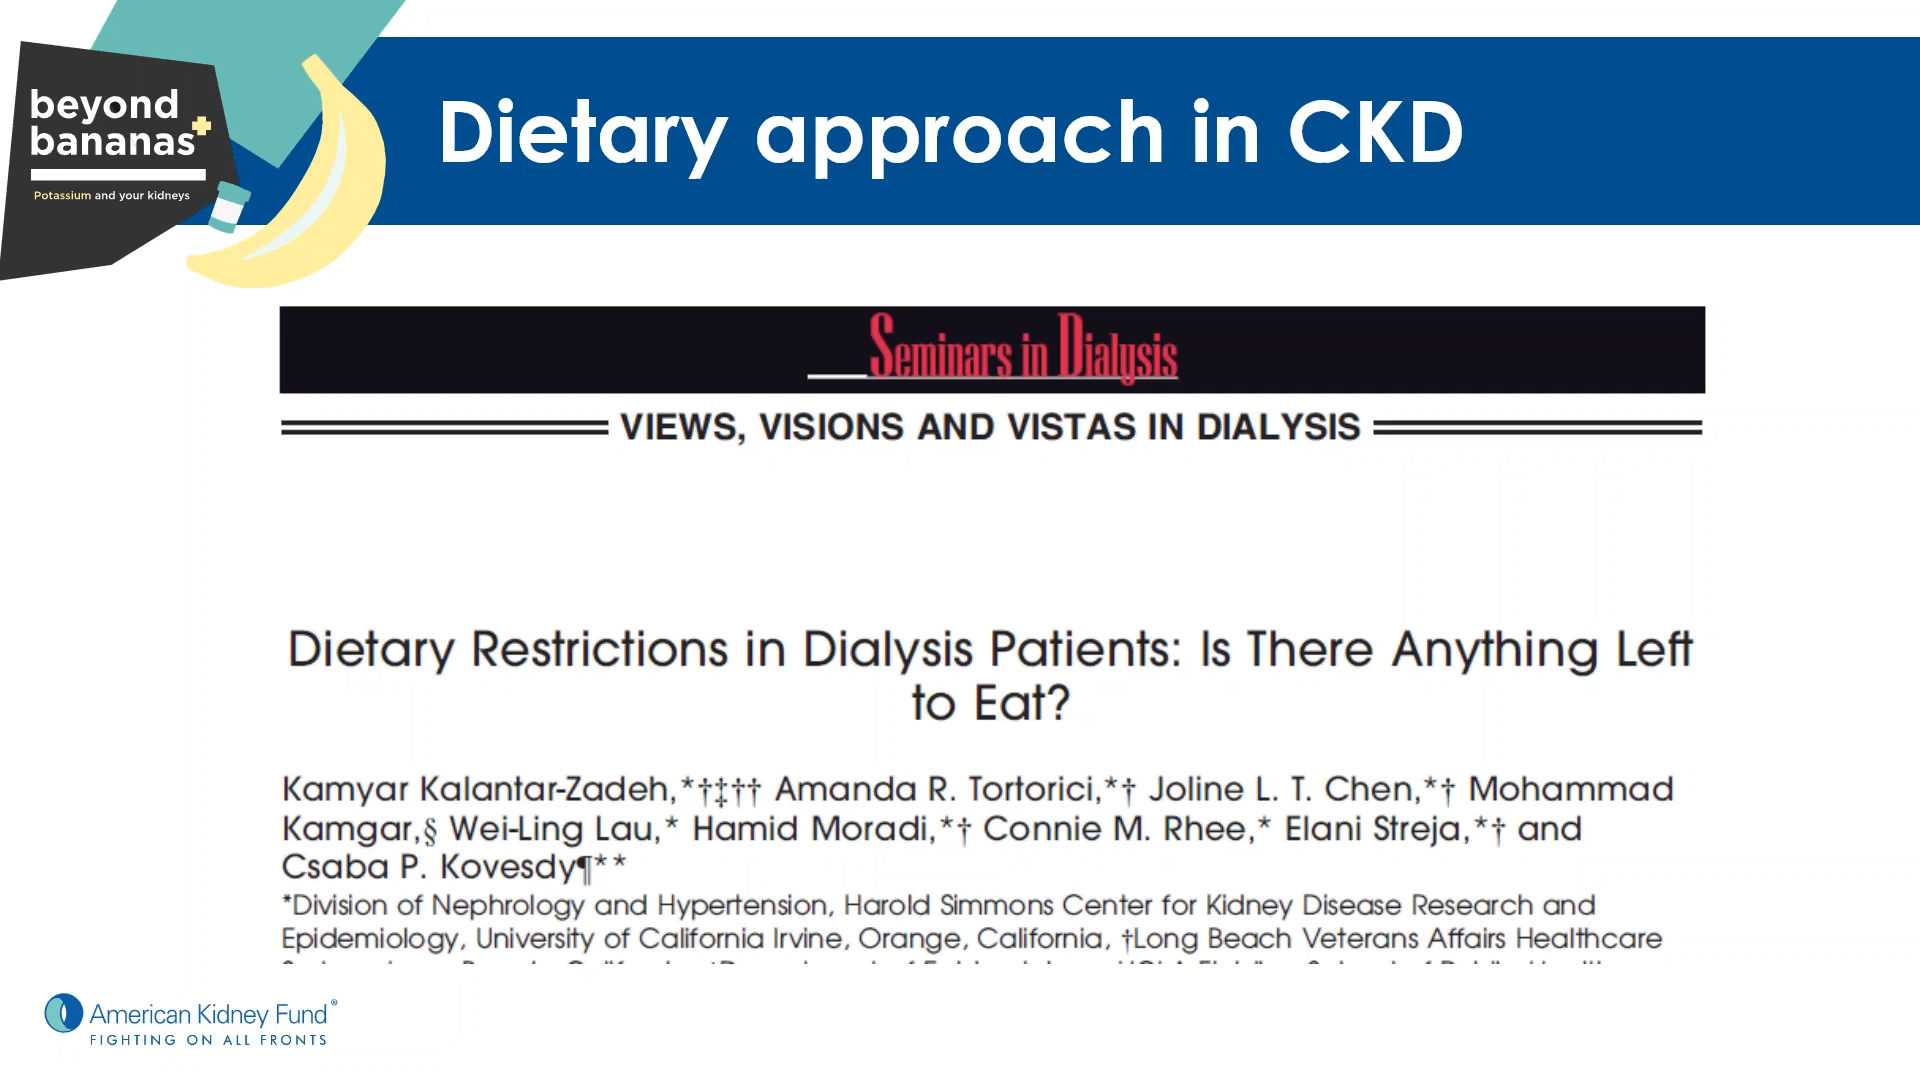 beyond
bananas
Potassium and your kidneys
Dietary approach in CKD
Seminars in Dialysis
VIEWS, VISIONS AND VISTAS IN DIALYSIS
Dietary Restrictions in Dialysis Patients: Is There Anything Left
to Eat?
Kamyar Kalantar-Zadeh,*†‡†† Amanda R. Tortorici,*† Joline L. T. Chen,*† Mohammad
Kamgar,§ Wei-Ling Lau,* Hamid Moradi,*† Connie M. Rhee,* Elani Streja,*† and
Csaba P. Kovesdy¶**
*Division of Nephrology and Hypertension, Harold Simmons Center for Kidney Disease Research and
Epidemiology, University of California Irvine, Orange, California, †Long Beach Veterans Affairs Healthcare
American Kidney Fund®
FIGHTING ON ALL FRONTS